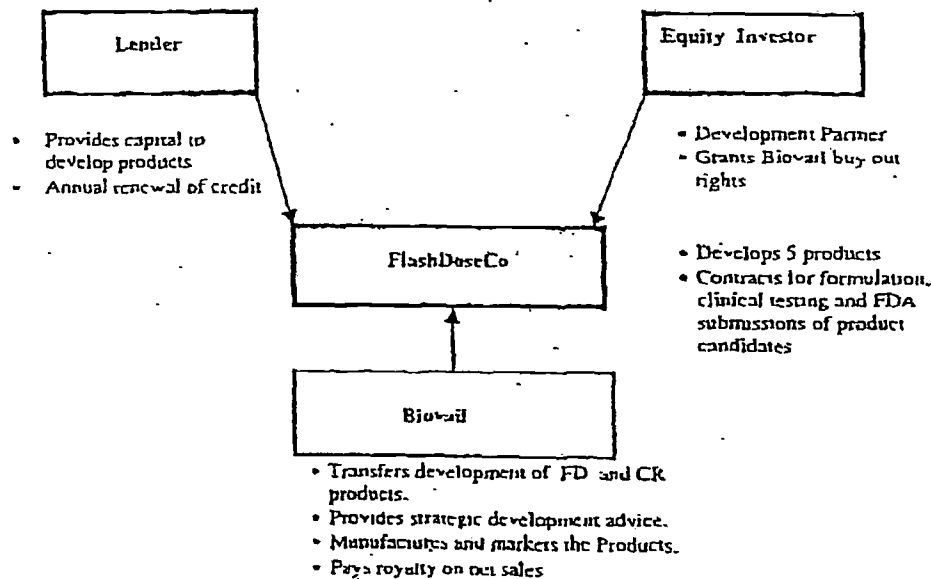 Lender
Equity Investor
• Provides capital to
develop products
- Annual renewal of credit
• Development Partner
- Grants Biovail buy out
rights
FlashDoseCo
• Develops 5 products
• Contracts for formulation,
clinical testing and FDA
submissions of product
candidates
Biovail
• Transfers development of FD and CR
products.
• Provides strategic development advice.
• Manufactures and markets the Products.
• Pays royalty on net sales